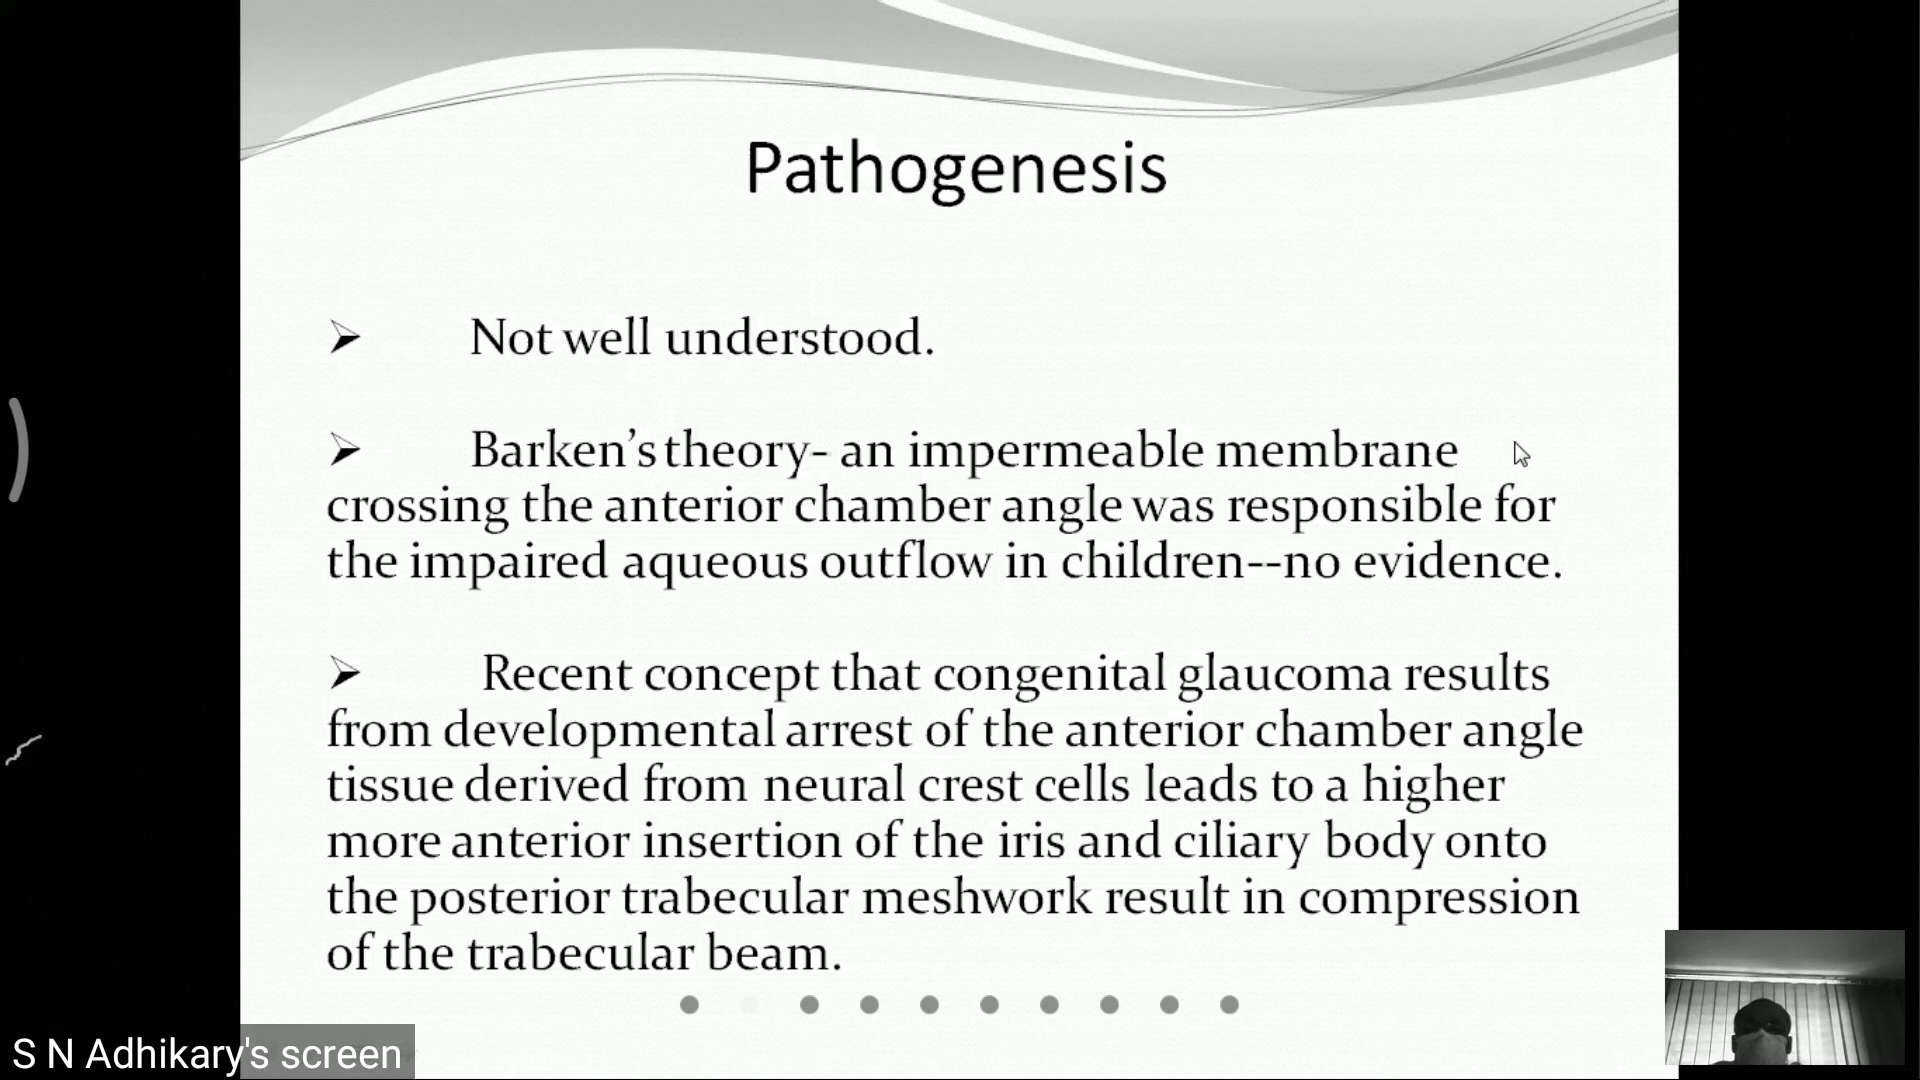 Pathogenesis
➢ Not well understood.
➢ Barken’s theory- an impermeable membrane
crossing the anterior chamber angle was responsible for
the impaired aqueous outflow in children--no evidence.
➢ Recent concept that congenital glaucoma results
from developmental arrest of the anterior chamber angle
tissue derived from neural crest cells leads to a higher
more anterior insertion of the iris and ciliary body onto
the posterior trabecular meshwork result in compression
of the trabecular beam.
S N Adhikary's screen